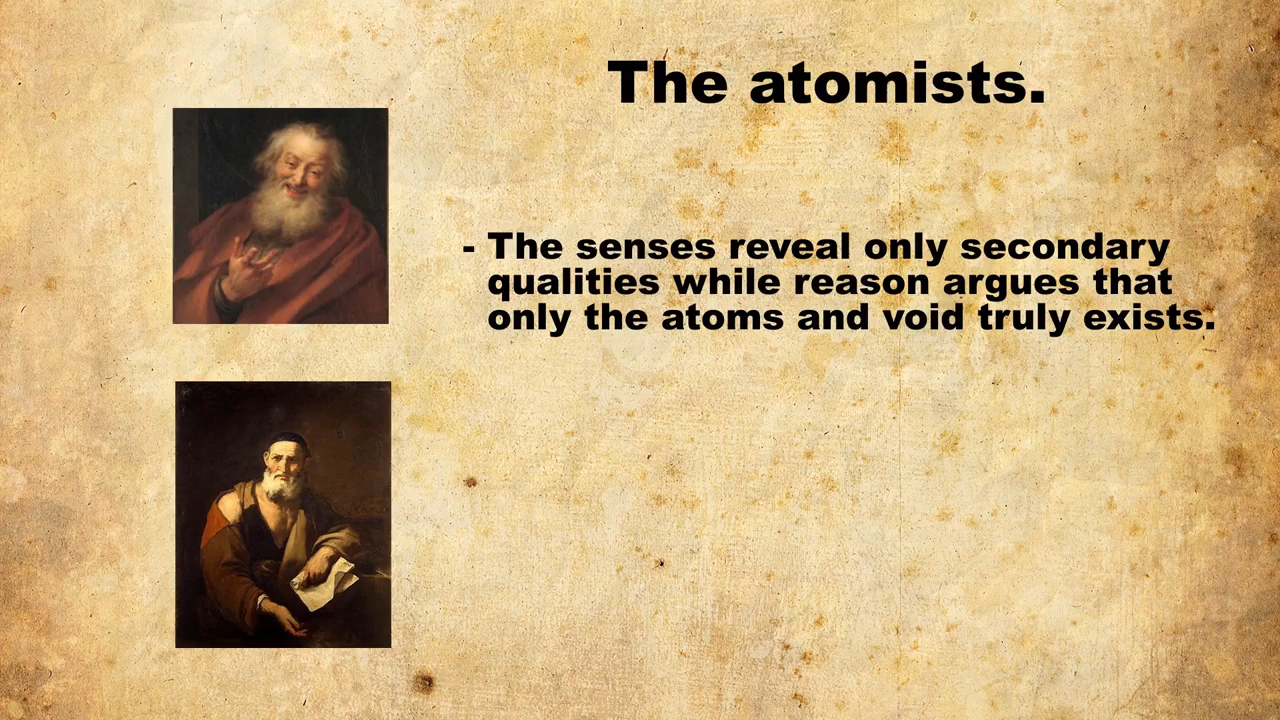 The atomists.
- The senses reveal only secondary
qualities while reason argues that
only the atoms and void truly exists.